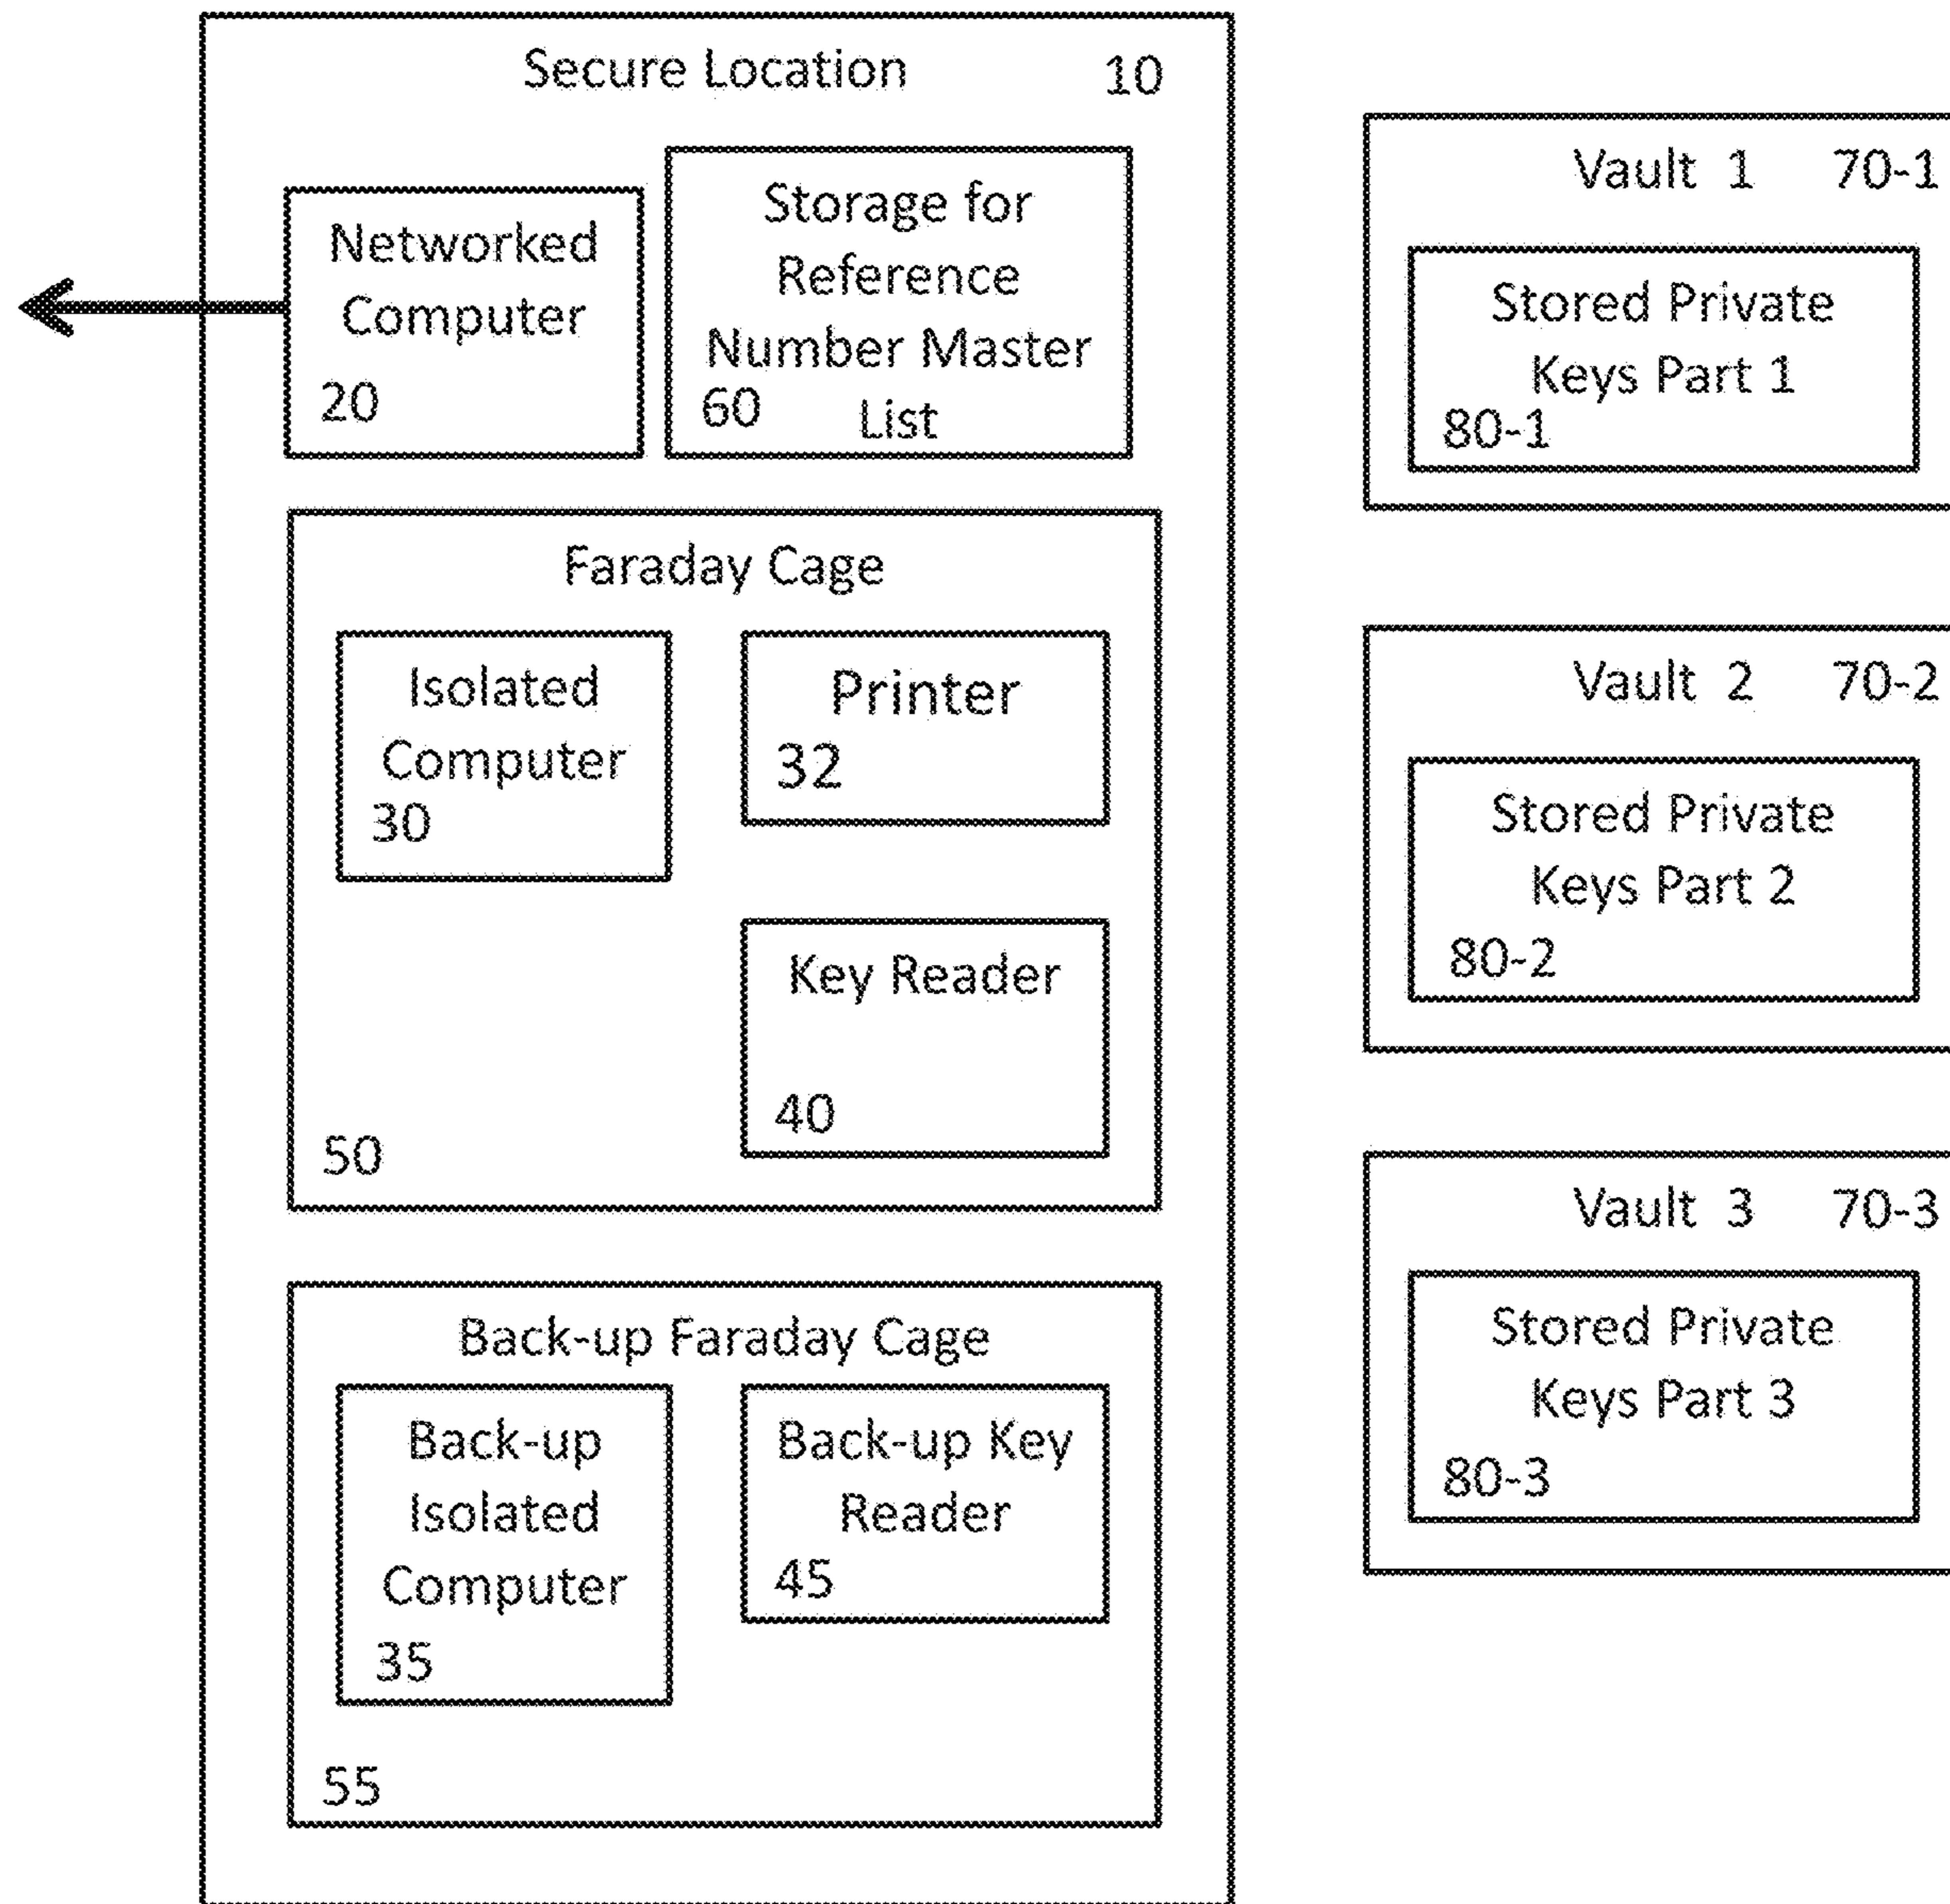 Secure Location 10
Networked
Computer
20
Storage for
Reference
Number Master
60 List
Faraday Cage
Isolated
Computer
30
Printer
32
Key Reader
40
50
Back-up Faraday Cage
Back-up
Isolated
Computer
35
Back-up Key
Reader
45
55
Vault 1 70-1
Stored Private
Keys Part 1
80-1
Vault 2 70-2
Stored Private
Keys Part 2
80-2
Vault 3 70-3
Stored Private
Keys Part 3
80-3